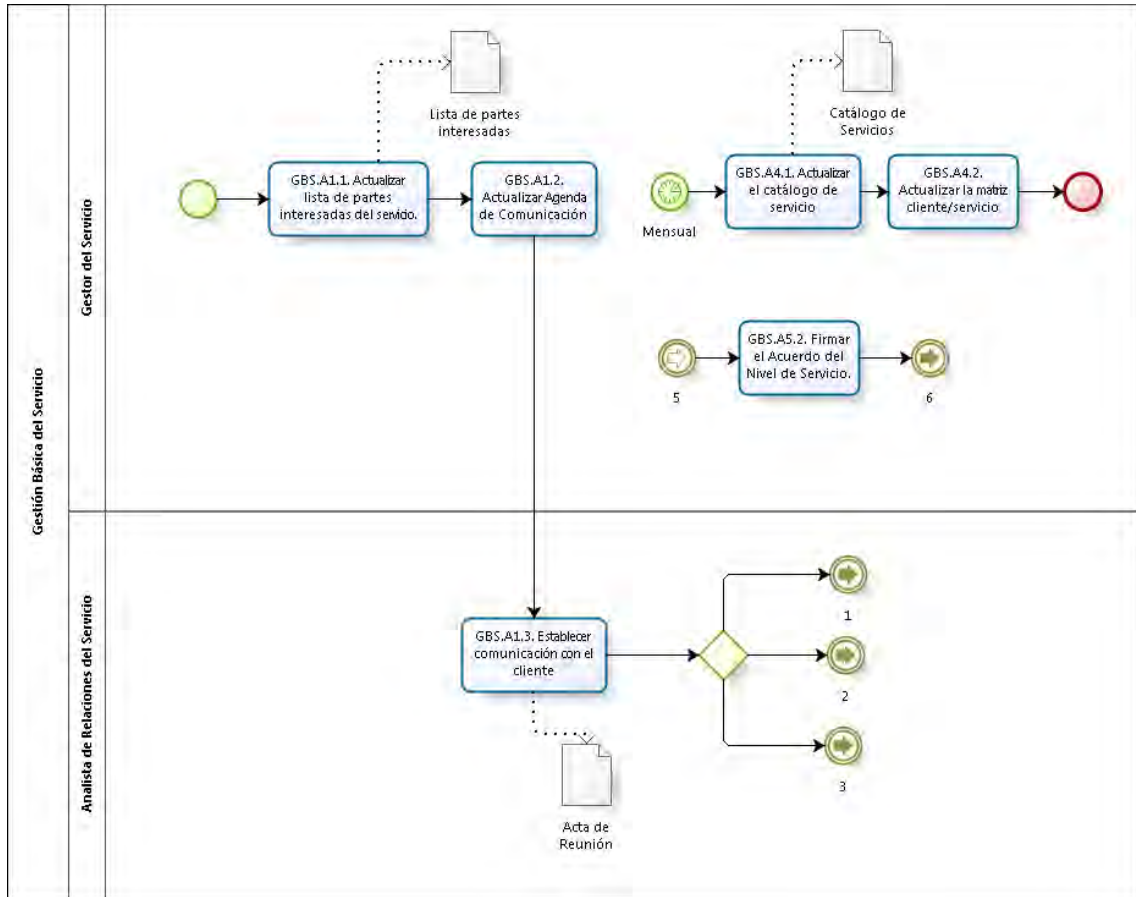 Gestión Básica del Servicio
Gestor del Servicio
Lista de partes
interesadas
GBS.A1.1. Actualizar
lista de partes
interesadas del servicio.
GBS.A1.2.
Actualizar Agenda
de Comunicación
Catálogo de
Servicios
Mensual
GBS.A4.1. Actualizar
el catálogo de
servicio
GBS.A4.2.
Actualizar la matriz
cliente/servicio
5
GBS.A5.2. Firmar
el Acuerdo del
Nivel de Servicio.
6
Analista de Relaciones del Servicio
GBS.A1.3. Establecer
comunicación con el
cliente
Acta de
Reunión
1
2
3